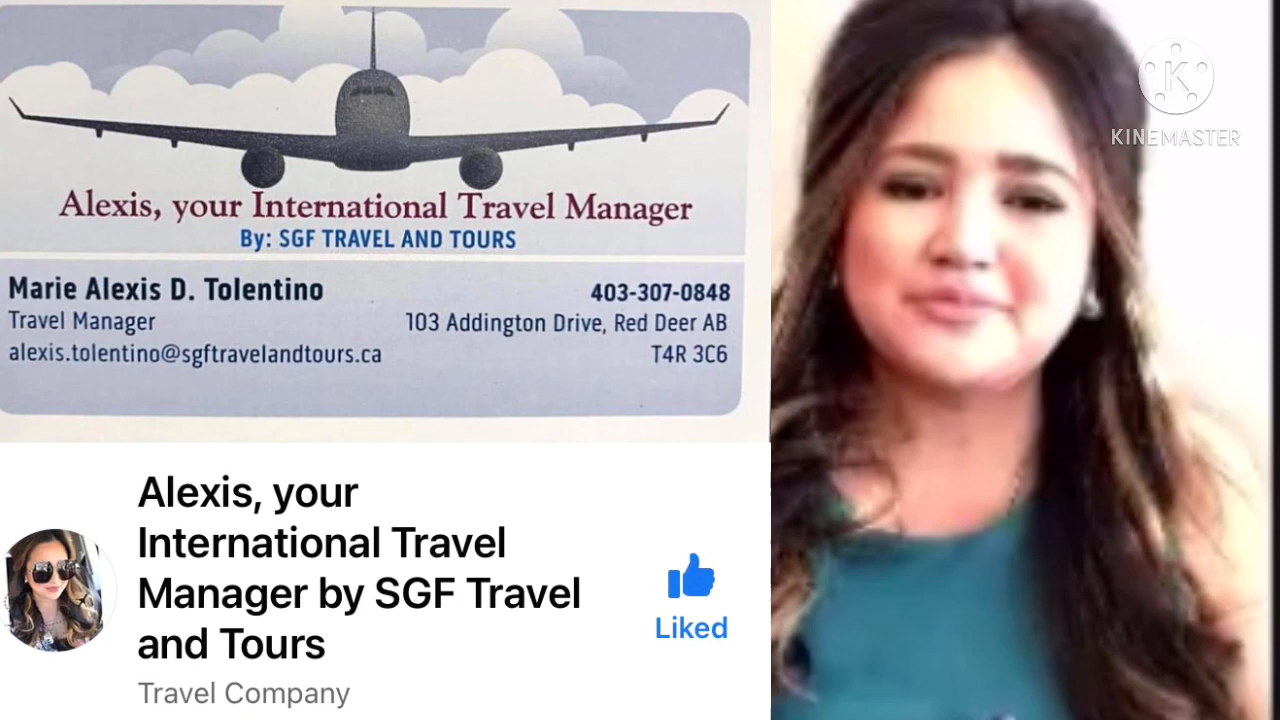 Alexis, your International Travel Manager
By: SGF TRAVEL AND TOURS
Marie Alexis D. Tolentino
403-307-0848
Travel Manager
103 Addington Drive, Red Deer AB
alexis.tolentino@sgftravelandtours.ca
T4R 3C6
Alexis, your
International Travel
Manager by SGF Travel
and Tours
Travel Company
Liked
K
KINEMASTER